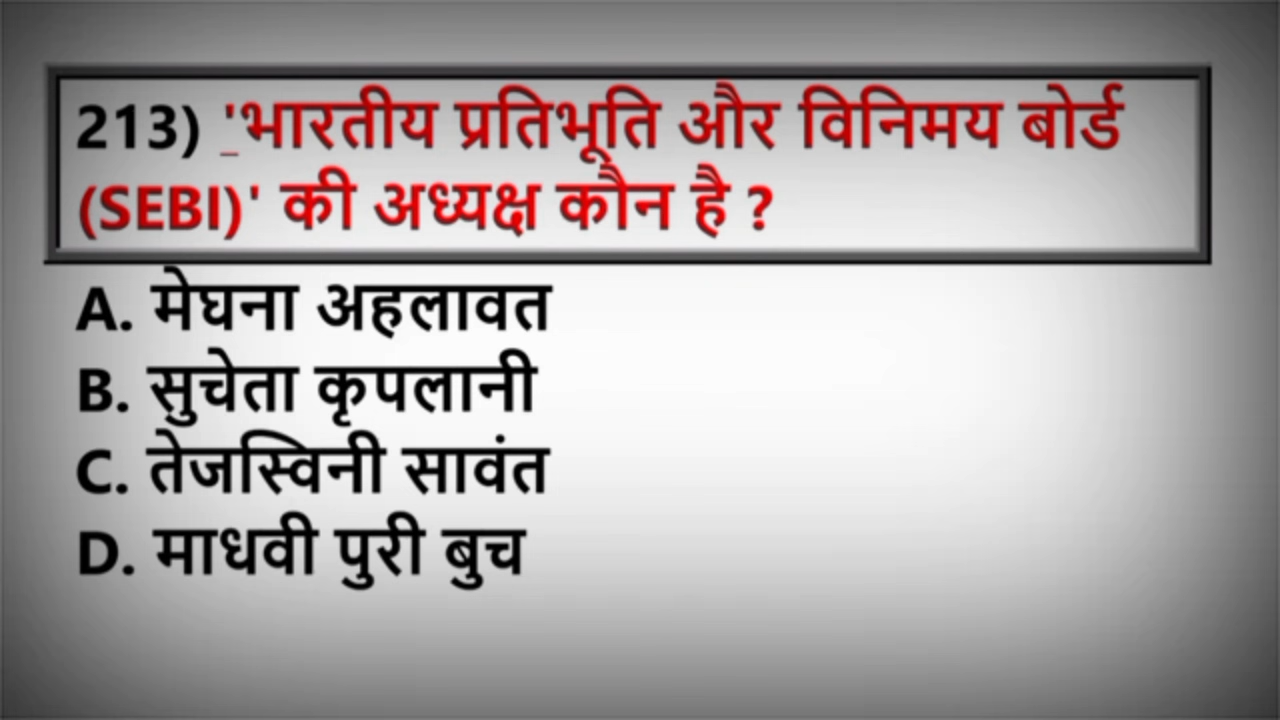 213) 'भारतीय प्रतिभूति और विनिमय बोर्ड
(SEBI)' की अध्यक्ष कौन है ?
A. मेघना अहलावत
B. सुचेता कृपलानी
C. तेजस्विनी सावंत
D. माधवी पुरी बुच